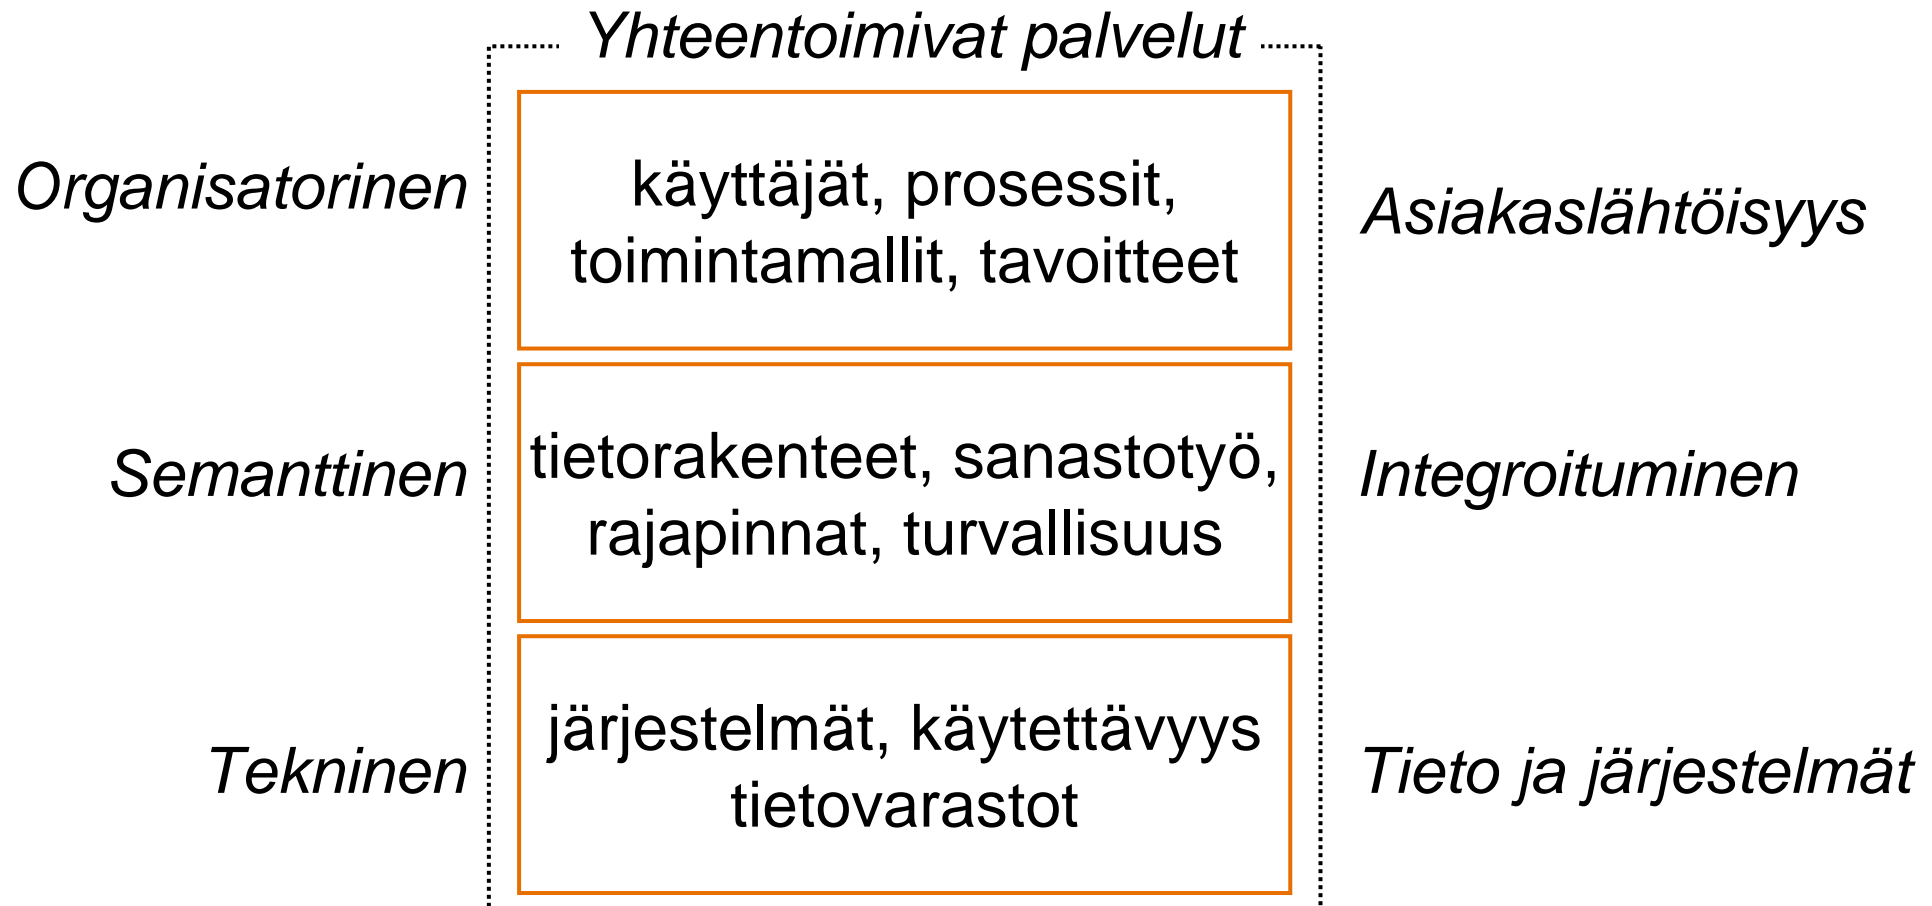 Yhteentoimivat palvelut
Organisatorinen
käyttäjät, prosessit,
toimintamallit, tavoitteet
Asiakaslähtöisyys
Semanttinen
tietorakenteet, sanastotyö,
rajapinnat, turvallisuus
Integroituminen
Tekninen
järjestelmät, käytettävyys
tietovarastot
Tieto ja järjestelmät